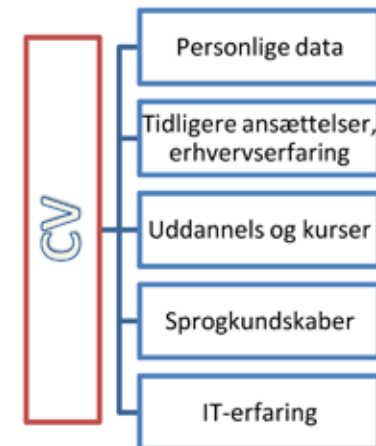 CV
Personlige data
Tidligere ansættelser,
erhvervserfaring
Uddannels og kurser
Sprogkundskaber
IT-erfaring